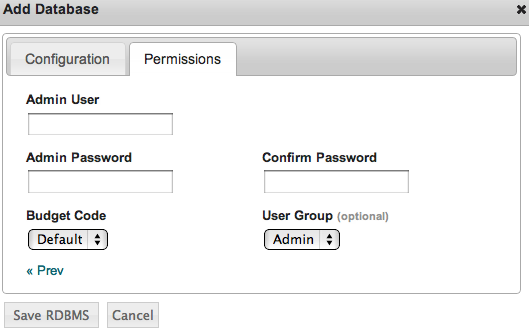 Add Database
Configuration Permissions
Admin User
Admin Password Confirm Password
Budget Code User Group (optional)
Default Admin
« Prev
Save RDBMS Cancel